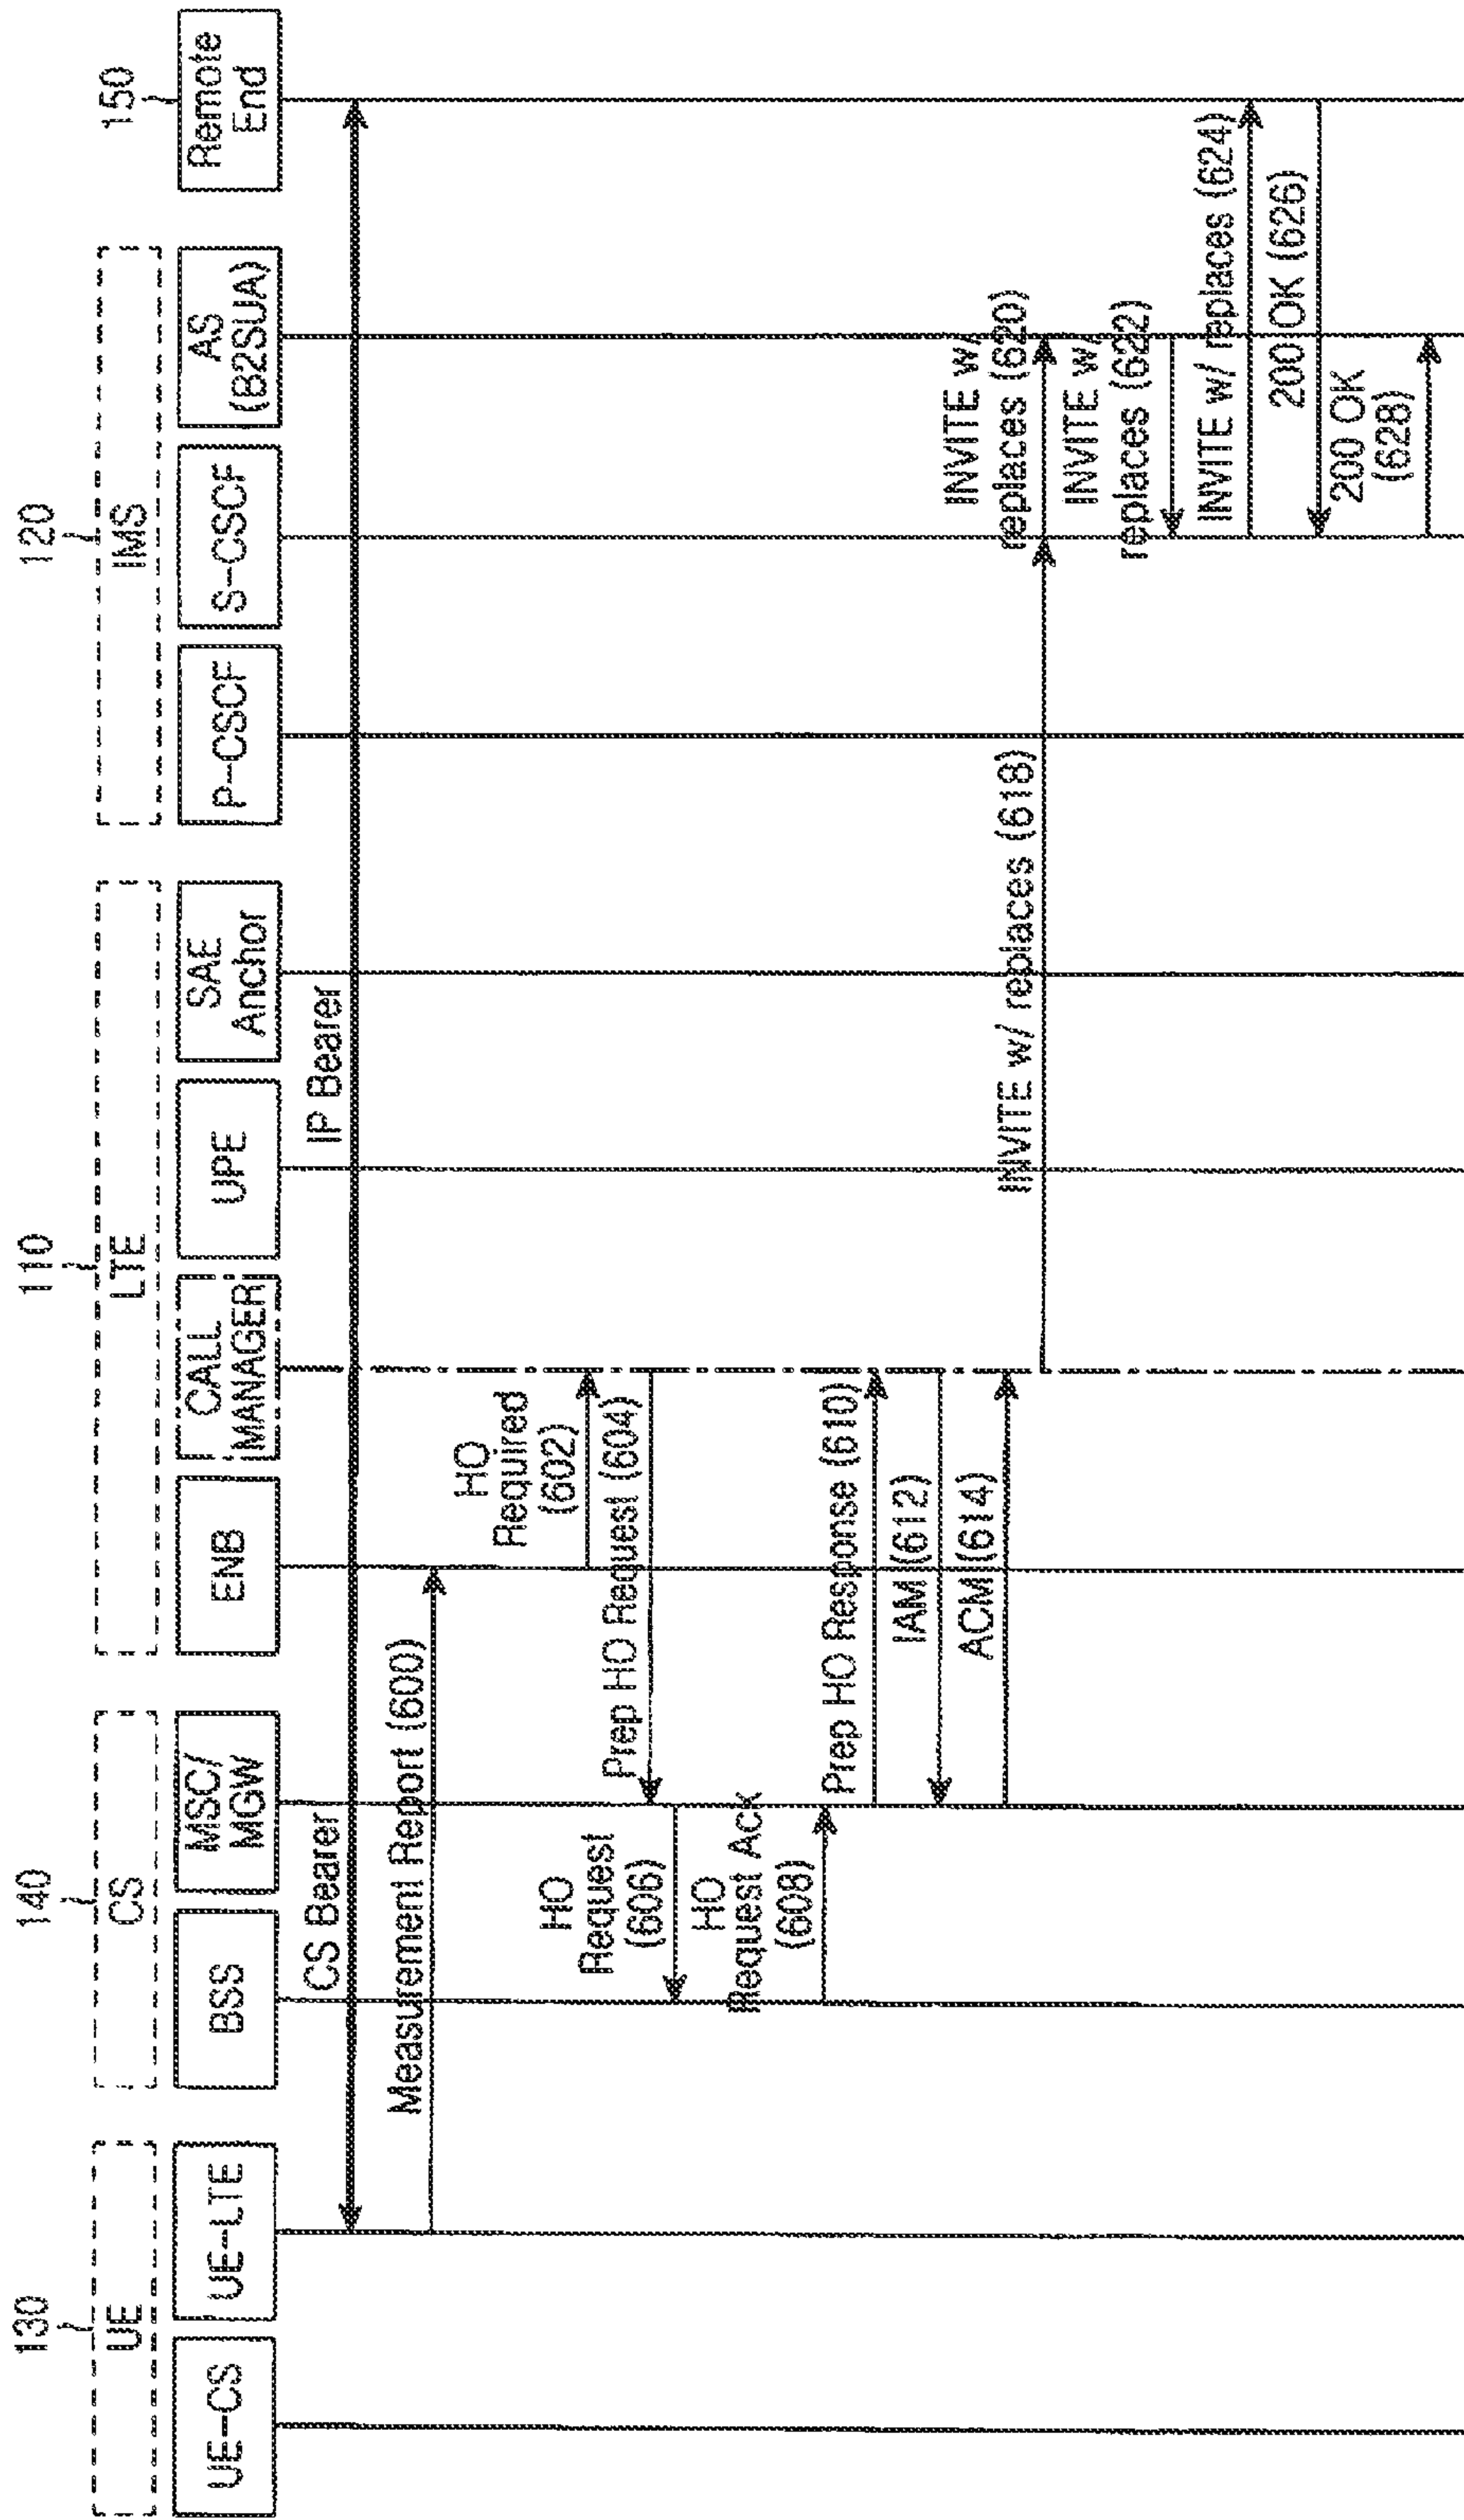 130
140
110
120
150
UE
CS
LTE
IMS
UE-CS
UE-LTE
BSS
MSC/
MGW
ENB
CALL
MANAGER
UPE
SAE
Anchor
P-CSCF
S-CSCF
AS
(B2SUA)
Remote
End
CS Bearer
IP Bearer
Measurement Report (600)
HO
Required
(602)
Prep HO Request (604)
HO
Request
(606)
HO
Request Ack
(608)
Prep HO Response (610)
IAM (612)
ACM (614)
INVITE w/ replaces (618)
INVITE w/
replaces (620)
INVITE w/
replaces (622)
INVITE w/ replaces (624)
200 OK (626)
200 OK
(628)